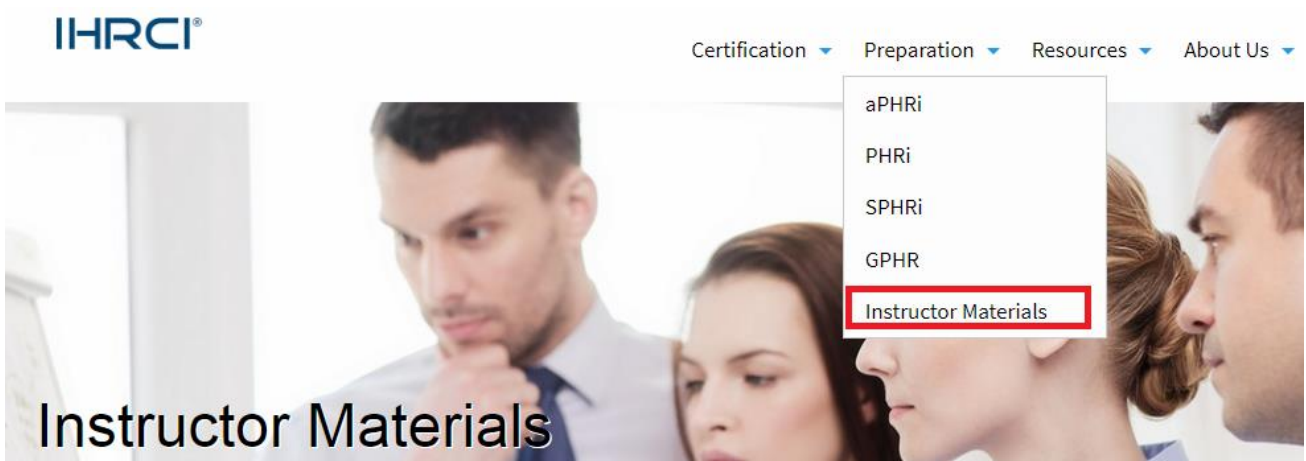 IHRCI®
Certification Preparation Resources About Us
aPHRi
PHRi
SPHRi
GPHR
Instructor Materials
Instructor Materials